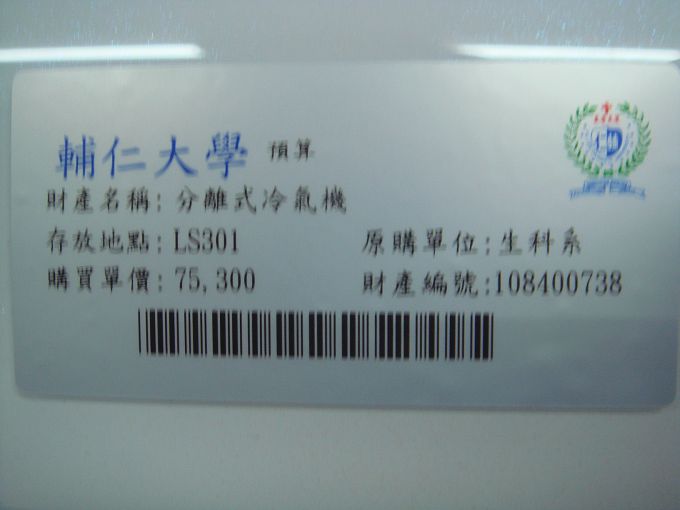 輔仁大學 預算
財產名稱: 分離式冷氣機
存放地點: LS301 原購單位: 生科系
購買單價: 75,300 財產編號:108400738